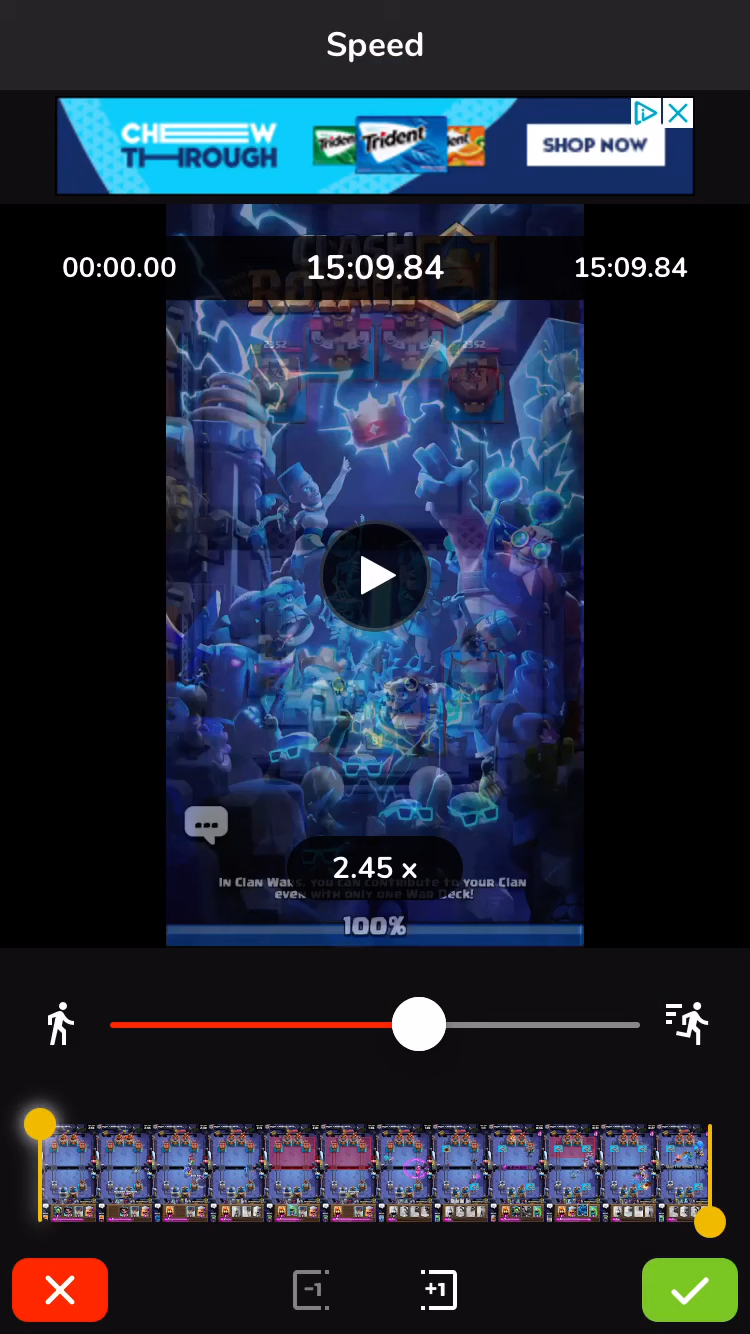 Speed
CHEW
THROUGH
Trident
Trident
SHOP NOW
00:00.00
15:09.84
15:09.84
CLASH
ROYALE
2352
2352
2.45 x
In Clan Wars, you can contribute to your Clan
even with only one War Deck!
100%
-1
+1